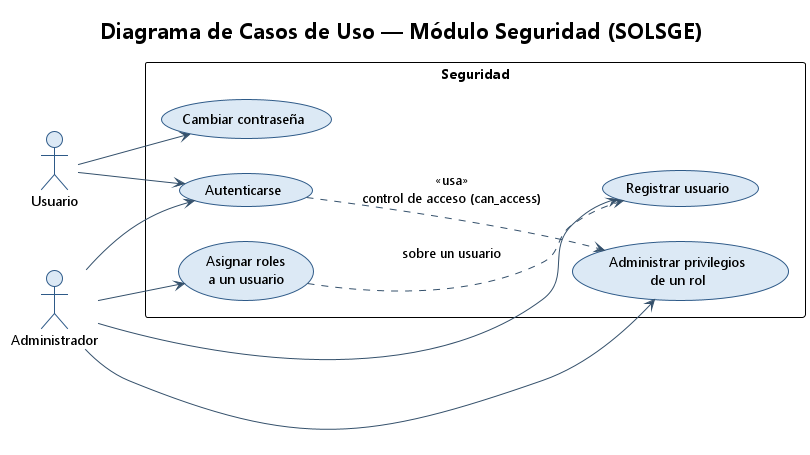 Diagrama de Casos de Uso — Módulo Seguridad (SOLSGE)
Seguridad
Cambiar contraseña
Usuario
Autenticarse
«usa»
control de acceso (can_access)
Registrar usuario
Asignar roles
a un usuario
sobre un usuario
Administrar privilegios
de un rol
Administrador